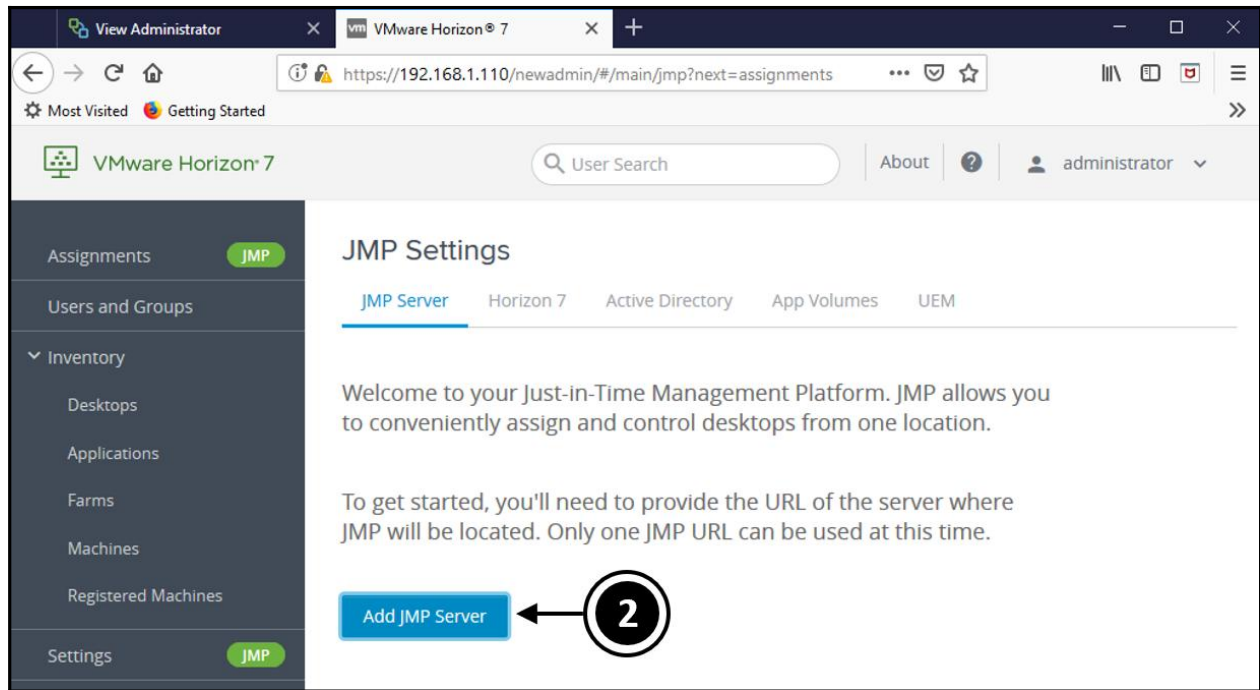 View Administrator
vm VMware Horizon® 7
https://192.168.1.110/newadmin/#/main/jmp?next=assignments
Most Visited Getting Started
VMware Horizon® 7
User Search
About
administrator
Assignments JMP
Users and Groups
Inventory
Desktops
Applications
Farms
Machines
Registered Machines
Settings JMP
JMP Settings
JMP Server Horizon 7 Active Directory App Volumes UEM
Welcome to your Just-in-Time Management Platform. JMP allows you
to conveniently assign and control desktops from one location.
To get started, you'll need to provide the URL of the server where
JMP will be located. Only one JMP URL can be used at this time.
Add JMP Server
2